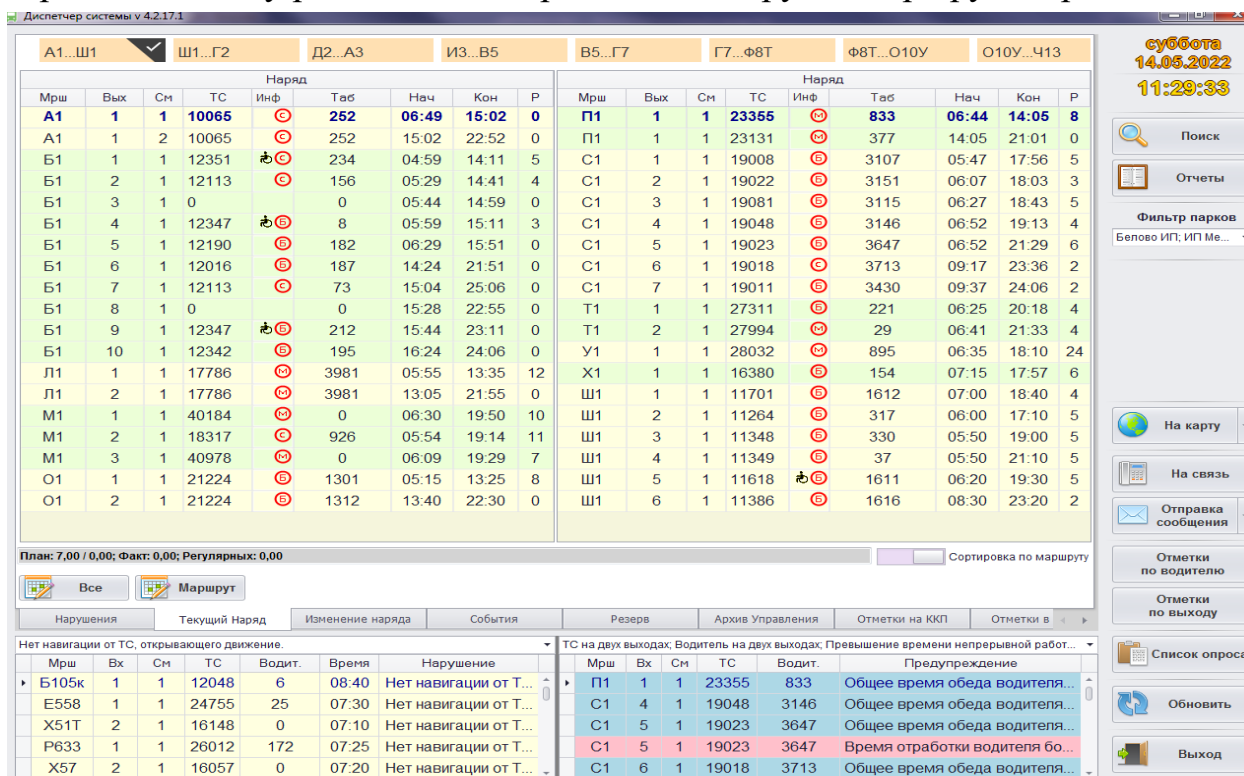 Диспетчер системы v 4.2.17.1
А1...Ш1 Ш1...Г2 Д2...А3 И3...В5 В5...Г7 Г7...Ф8Т Ф8Т...О10У О10У...Ч13
суббота
14.05.2022
11:29:33
Наряд Наряд
Мрш Вых См ТС Инф Таб Нач Кон Р Мрш Вых См ТС Инф Таб Нач Кон Р
А1 1 1 10065 С 252 06:49 15:02 0 П1 1 1 23355 М 833 06:44 14:05 8
А1 1 2 10065 С 252 15:02 22:52 0 П1 1 1 23131 М 377 14:05 21:01 0
Б1 1 1 12351 С 234 04:59 14:11 5 С1 1 1 19008 Б 3107 05:47 17:56 5
Б1 2 1 12113 С 156 05:29 14:41 4 С1 2 1 19022 Б 3151 06:07 18:03 3
Б1 3 1 0 0 05:44 14:59 0 С1 3 1 19081 Б 3115 06:27 18:43 5
Б1 4 1 12347 Б 8 05:59 15:11 3 С1 4 1 19048 Б 3146 06:52 19:13 4
Б1 5 1 12190 Б 182 06:29 15:51 0 С1 5 1 19023 Б 3647 06:52 21:29 6
Б1 6 1 12016 Б 187 14:24 21:51 0 С1 6 1 19018 С 3713 09:17 23:36 2
Б1 7 1 12113 С 73 15:04 25:06 0 С1 7 1 19011 Б 3430 09:37 24:06 2
Б1 8 1 0 0 15:28 22:55 0 Т1 1 1 27311 Б 221 06:25 20:18 4
Б1 9 1 12347 Б 212 15:44 23:11 0 Т1 2 1 27994 М 29 06:41 21:33 4
Б1 10 1 12342 Б 195 16:24 24:06 0 У1 1 1 28032 М 895 06:35 18:10 24
Л1 1 1 17786 М 3981 05:55 13:35 12 Х1 1 1 16380 Б 154 07:15 17:57 6
Л1 2 1 17786 М 3981 13:05 21:55 0 Ш1 1 1 11701 Б 1612 07:00 18:40 4
М1 1 1 40184 М 0 06:30 19:50 10 Ш1 2 1 11264 Б 317 06:00 17:10 5
М1 2 1 18317 С 926 05:54 19:14 11 Ш1 3 1 11348 Б 330 05:50 19:00 5
М1 3 1 40978 М 0 06:09 19:29 7 Ш1 4 1 11349 Б 37 05:50 21:10 5
О1 1 1 21224 Б 1301 05:15 13:25 8 Ш1 5 1 11618 Б 1611 06:20 19:30 5
О1 2 1 21224 Б 1312 13:40 22:30 0 Ш1 6 1 11386 Б 1616 08:30 23:20 2
План: 7,00 / 0,00; Факт: 0,00; Регулярных: 0,00 Сортировка по маршруту
Все Маршрут
Нарушения Текущий Наряд Изменение наряда События Резерв Архив Управления Отметки на ККП Отметки в
Нет навигации от ТС, открывающего движение. ТС на двух выходах; Водитель на двух выходах; Превышение времени непрерывной работ...
Мрш Вх См ТС Водит. Время Нарушение Мрш Вх См ТС Водит. Предупреждение
Б105к 1 1 12048 6 08:40 Нет навигации от Т... П1 1 1 23355 833 Общее время обеда водителя...
Е558 1 1 24755 25 07:30 Нет навигации от Т... С1 4 1 19048 3146 Общее время обеда водителя...
Х51Т 2 1 16148 0 07:10 Нет навигации от Т... С1 5 1 19023 3647 Общее время обеда водителя...
Р633 1 1 26012 172 07:25 Нет навигации от Т... С1 5 1 19023 3647 Время отработки водителя бо...
Х57 2 1 16057 0 07:20 Нет навигации от Т... С1 6 1 19018 3713 Общее время обеда водителя...
Поиск
Отчеты
Фильтр парков
Белово ИП; ИП Ме...
На карту
На связь
Отправка
сообщения
Отметки
по водителю
Отметки
по выходу
Список опроса
Обновить
Выход